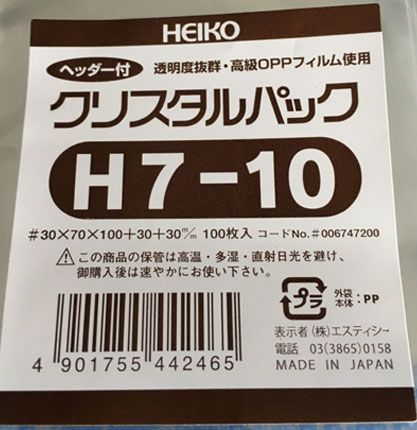 HEIKO
ヘッダー付 透明度抜群・高級OPPフィルム使用
クリスタルパック
H7-10
#30×70×100+30+30m/m 100枚入 コードNo.#006747200
⚠この商品の保管は高温・多湿・直射日光を避け、
御購入後は速やかにお使い下さい。
プラ
外袋
本体：PP
表示者 (株)エスティシー
電話 03(3865)0158
MADE IN JAPAN
4 901755 442465